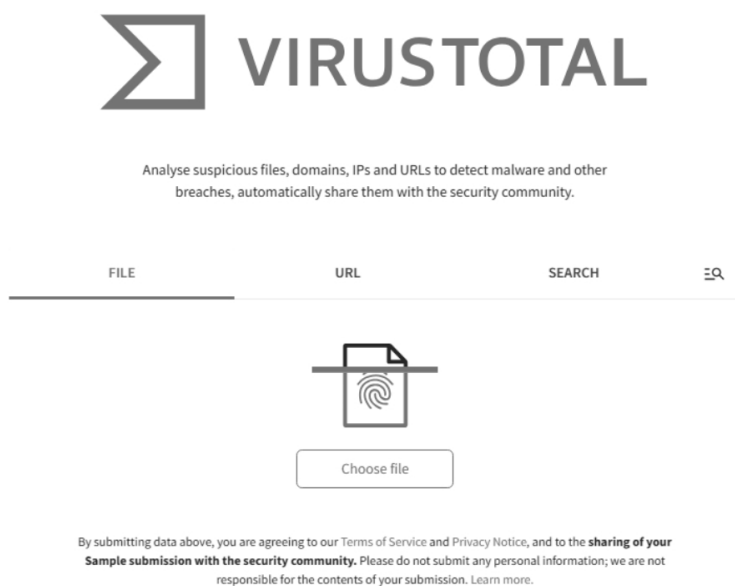 VIRUSTOTAL
Analyse suspicious files, domains, IPs and URLs to detect malware and other
breaches, automatically share them with the security community.
FILE URL SEARCH
Choose file
By submitting data above, you are agreeing to our Terms of Service and Privacy Notice, and to the sharing of your
Sample submission with the security community. Please do not submit any personal information; we are not
responsible for the contents of your submission. Learn more.